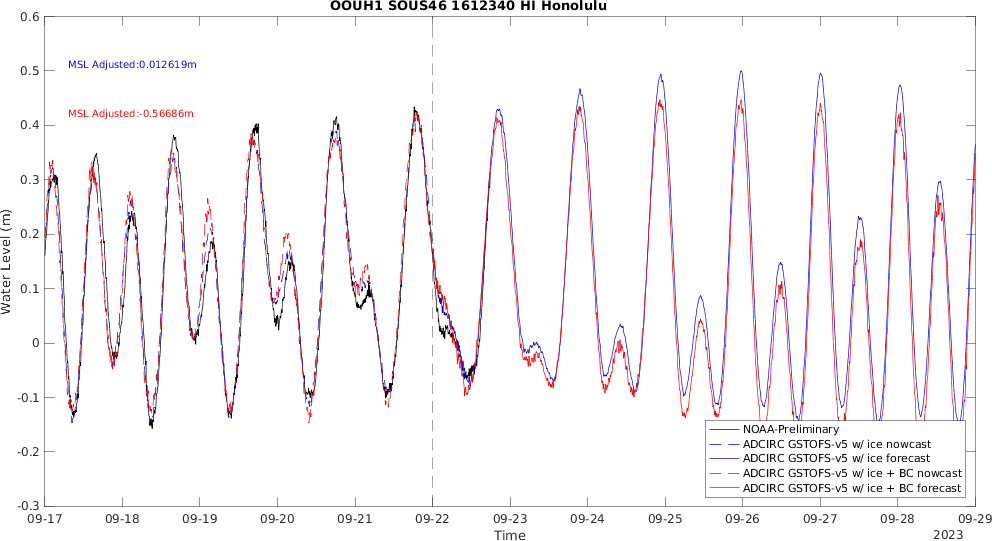 OOUH1 SOUS46 1612340 HI Honolulu
0.6
0.5
0.4
0.3
0.2
0.1
0
-0.1
-0.2
-0.3
Water Level (m)
MSL Adjusted:0.012619m
MSL Adjusted:-0.56686m
NOAA-Preliminary
ADCIRC GSTOFS-v5 w/ ice nowcast
ADCIRC GSTOFS-v5 w/ ice forecast
ADCIRC GSTOFS-v5 w/ ice + BC nowcast
ADCIRC GSTOFS-v5 w/ ice + BC forecast
09-17 09-18 09-19 09-20 09-21 09-22 09-23 09-24 09-25 09-26 09-27 09-28 09-29
Time
2023